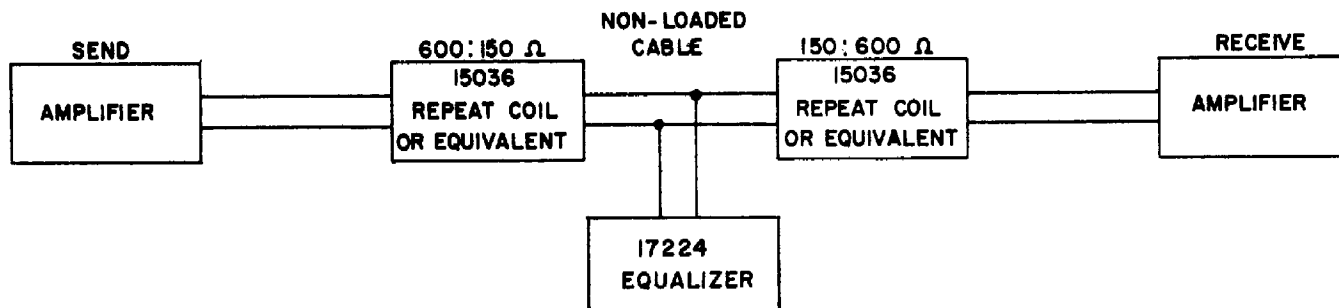 SEND
AMPLIFIER
600:150 Ω
15036
REPEAT COIL
OR EQUIVALENT
NON-LOADED
CABLE
150:600 Ω
15036
REPEAT COIL
OR EQUIVALENT
RECEIVE
AMPLIFIER
17224
EQUALIZER